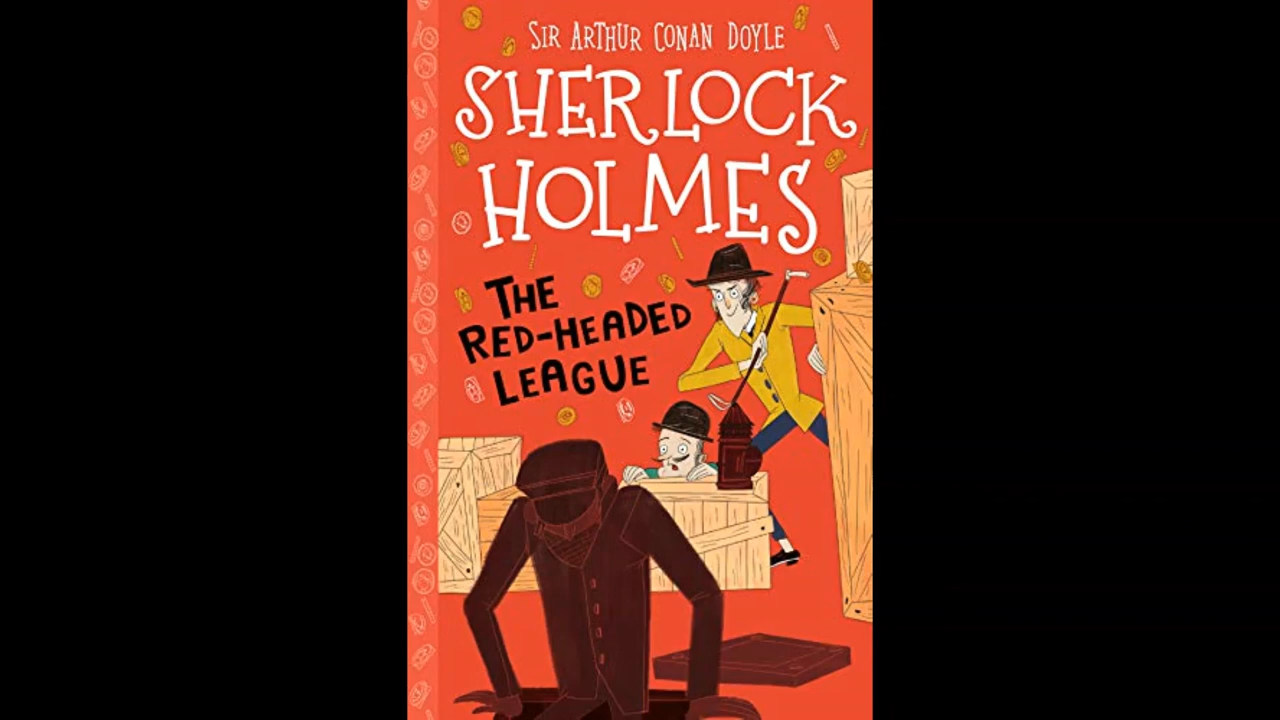 SIR ARTHUR CONAN DOYLE
SHERLOCK
HOLMES
THE
RED-HEADED
LEAGUE